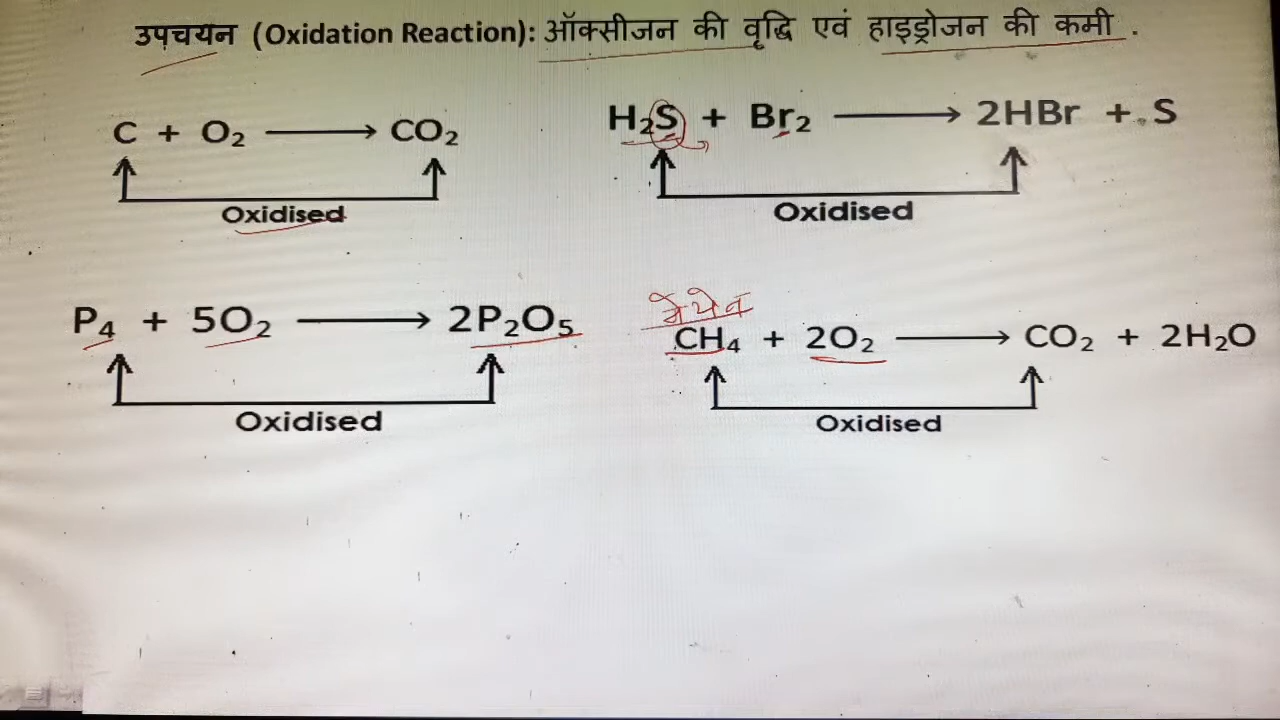 उपचयन (Oxidation Reaction): ऑक्सीजन की वृद्धि एवं हाइड्रोजन की कमी .
C + O₂ ⟶ CO₂
Oxidised
H₂S + Br₂ ⟶ 2HBr + S
Oxidised
P₄ + 5O₂ ⟶ 2P₂O₅
Oxidised
मेथेन
CH₄ + 2O₂ ⟶ CO₂ + 2H₂O
Oxidised